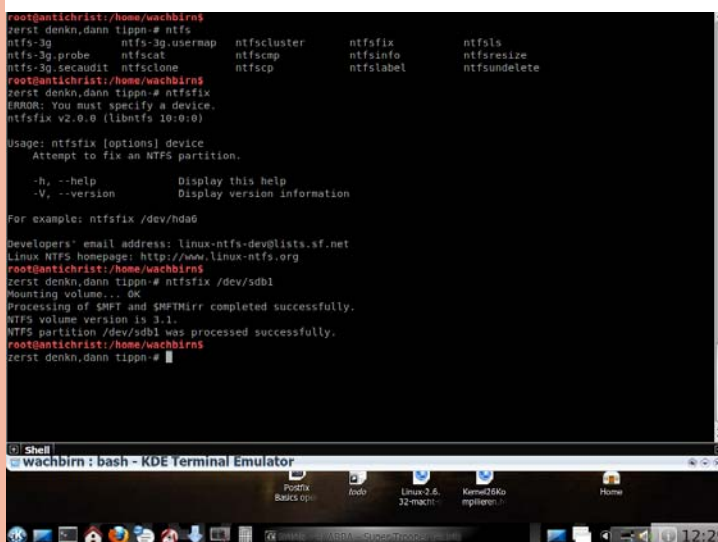 root@antichrist:/home/wachbirn$
zerst denkn,dann tippn-# ntfs
ntfs-3g ntfs-3g.usermap ntfscluster ntfsfix ntfsls
ntfs-3g.probe ntfscat ntfscmp ntfsinfo ntfsresize
ntfs-3g.secaudit ntfsclone ntfscp ntfslabel ntfsundelete
root@antichrist:/home/wachbirn$
zerst denkn,dann tippn-# ntfsfix
ERROR: You must specify a device.
ntfsfix v2.0.0 (libntfs 10:0:0)
Usage: ntfsfix [options] device
Attempt to fix an NTFS partition.
-h, --help Display this help
-V, --version Display version information
For example: ntfsfix /dev/hda6
Developers' email address: linux-ntfs-dev@lists.sf.net
Linux NTFS homepage: http://www.linux-ntfs.org
root@antichrist:/home/wachbirn$
zerst denkn,dann tippn-# ntfsfix /dev/sdb1
Mounting volume... OK
Processing of $MFT and $MFTMirr completed successfully.
NTFS volume version is 3.1.
NTFS partition /dev/sdb1 was processed successfully.
root@antichrist:/home/wachbirn$
zerst denkn,dann tippn-#
Shell
wachbirn : bash - KDE Terminal Emulator
Postfix Basics
todo
Linux-2.6.
32-macht-
Kernel26Ko
mpilieren.
Home
ABBA - Super Troop
12:2